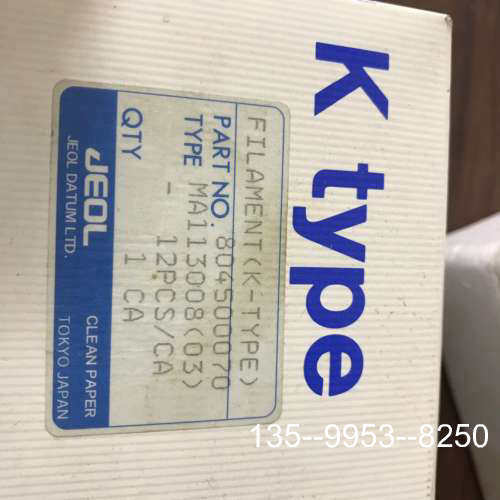 K type
FILAMENT(K-TYPE)
PART NO. 804500070
TYPE MA113008(03)
- 12PCS/CA
QTY 1 CA
JEOL
JEOL DATUM LTD.
CLEAN PAPER
TOKYO JAPAN
135--9953--8250